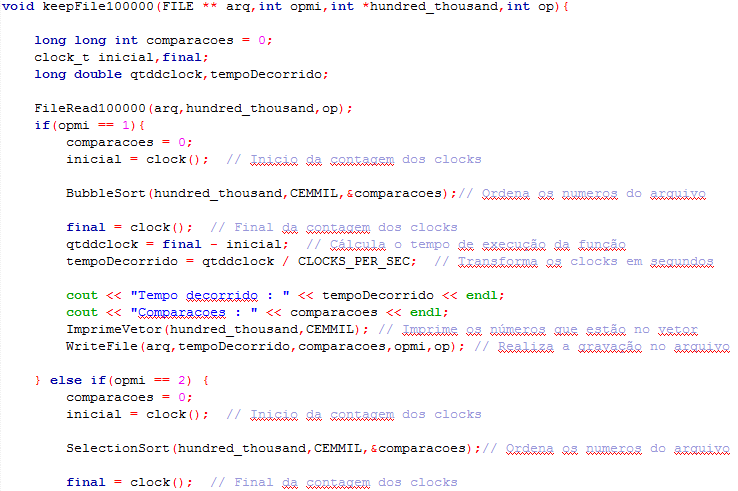 void keepFile100000(FILE ** arq,int opmi,int *hundred_thousand,int op){
long long int comparacoes = 0;
clock_t inicial,final;
long double qtddclock,tempoDecorrido;
FileRead100000(arq,hundred_thousand,op);
if(opmi == 1){
comparacoes = 0;
inicial = clock(); // Inicio da contagem dos clocks
BubbleSort(hundred_thousand,CEMMIL,&comparacoes);// Ordena os numeros do arquivo
final = clock(); // Final da contagem dos clocks
qtddclock = final - inicial; // Cálcula o tempo de execução da função
tempoDecorrido = qtddclock / CLOCKS_PER_SEC; // Transforma os clocks em segundos
cout << "Tempo decorrido : " << tempoDecorrido << endl;
cout << "Comparacoes : " << comparacoes << endl;
ImprimeVetor(hundred_thousand,CEMMIL); // Imprime os números que estão no vetor
WriteFile(arq,tempoDecorrido,comparacoes,opmi,op); // Realiza a gravação no arquivo
} else if(opmi == 2) {
comparacoes = 0;
inicial = clock(); // Inicio da contagem dos clocks
SelectionSort(hundred_thousand,CEMMIL,&comparacoes);// Ordena os numeros do arquivo
final = clock(); // Final da contagem dos clocks